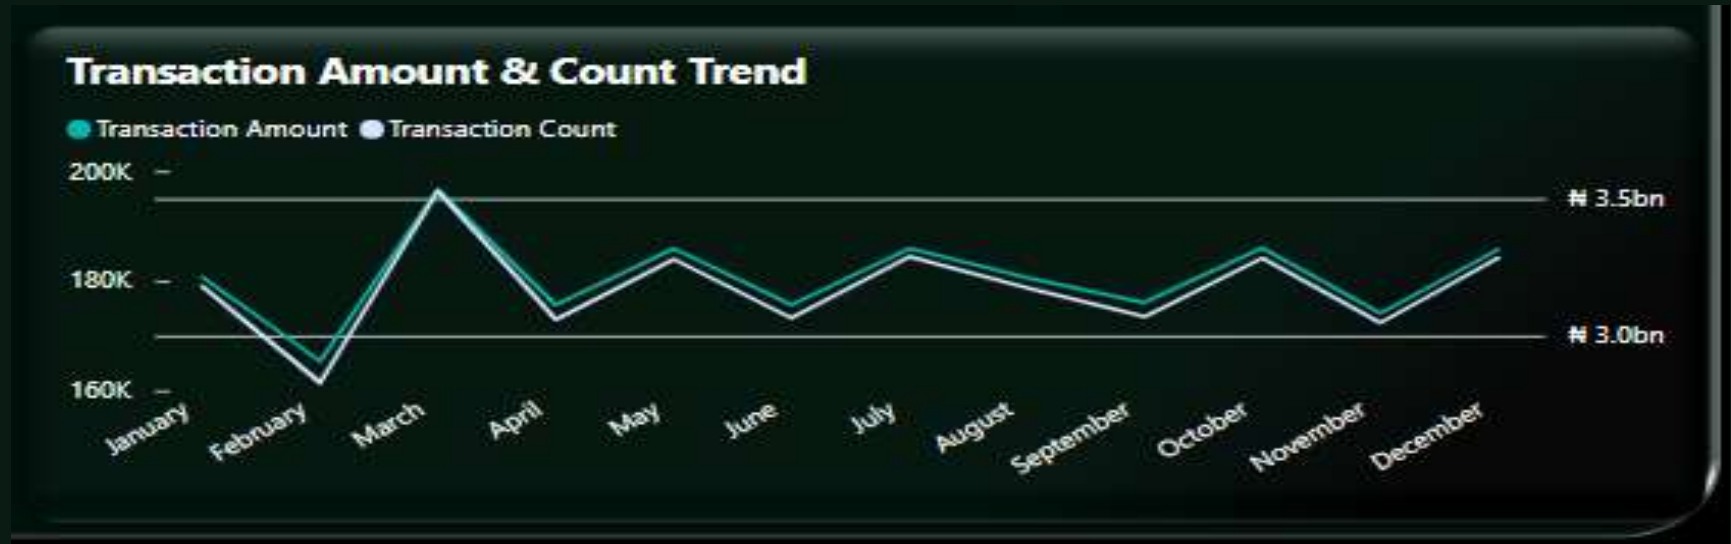 Transaction Amount & Count Trend
Transaction Amount Transaction Count
200K
₦ 3.5bn
180K
₦ 3.0bn
160K
January February March April May June July August September October November December